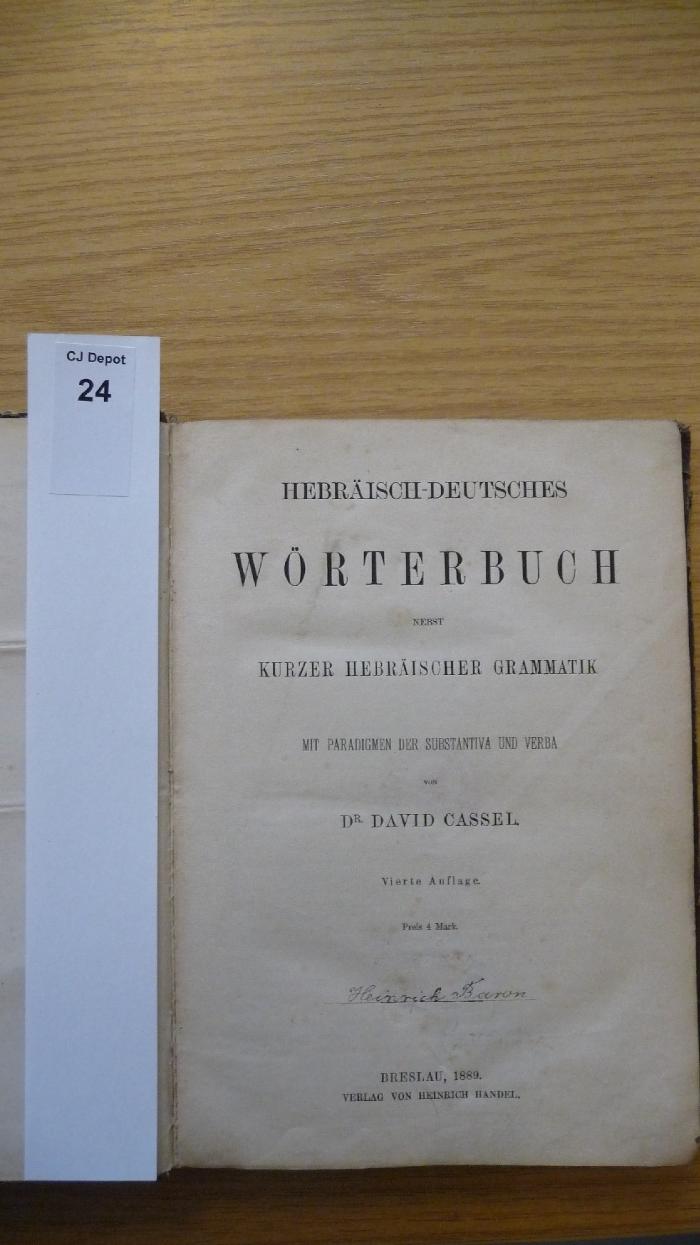 CJ Depot
24
HEBRÄISCH-DEUTSCHES
WÖRTERBUCH
NEBST
KURZER HEBRÄISCHER GRAMMATIK
MIT PARADIGMEN DER SUBSTANTIVA UND VERBA
VON
DR. DAVID CASSEL.
Vierte Auflage.
Preis 4 Mark.
Heinrich Baron
BRESLAU, 1889.
VERLAG VON HEINRICH HANDEL.